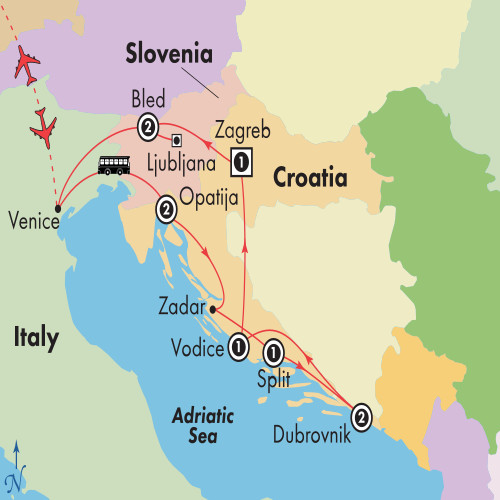 Slovenia
Bled
2
Zagreb
Ljubljana
1
Croatia
Opatija
2
Venice
Zadar
Italy
Vodice
1
1
Split
Adriatic
Sea
Dubrovnik
2
N